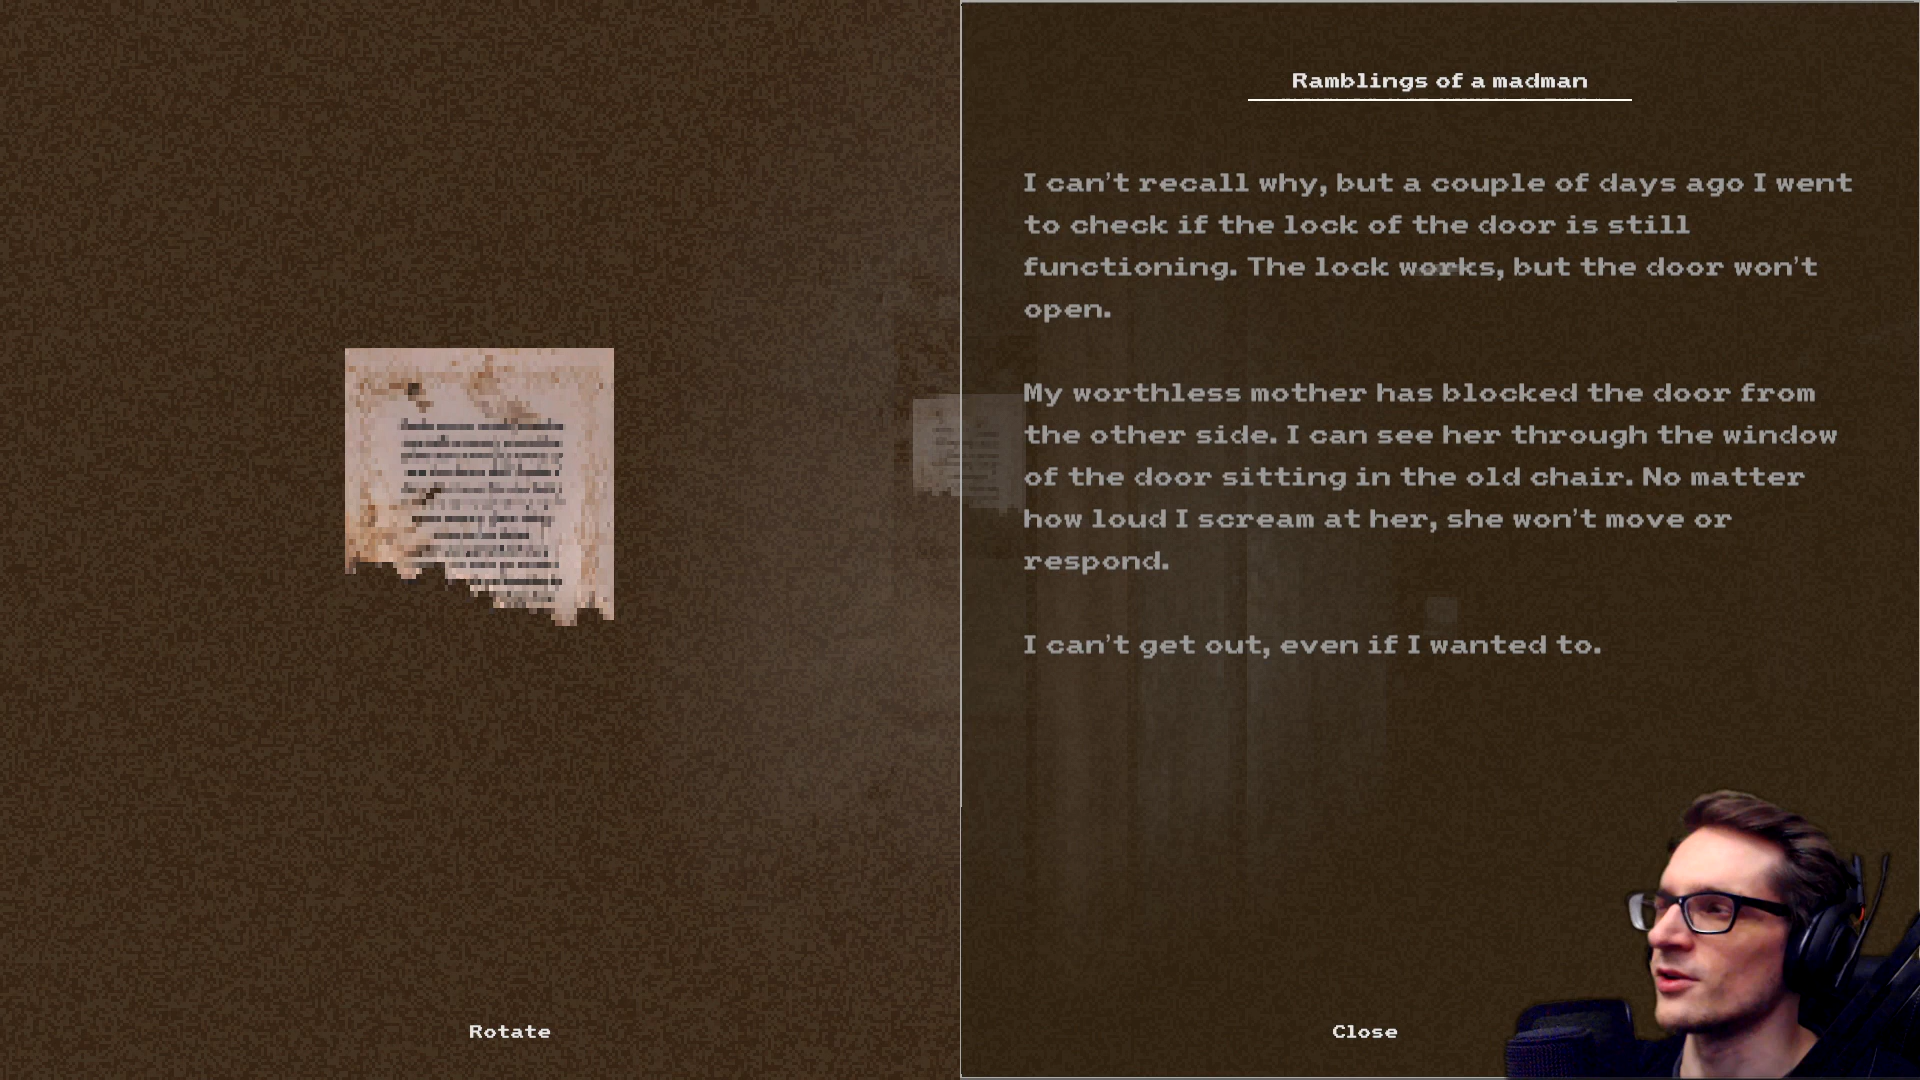 Ramblings of a madman
I can't recall why, but a couple of days ago I went
to check if the lock of the door is still
functioning. The lock works, but the door won't
open.
My worthless mother has blocked the door from
the other side. I can see her through the window
of the door sitting in the old chair. No matter
how loud I scream at her, she won't move or
respond.
I can't get out, even if I wanted to.
Rotate
Close